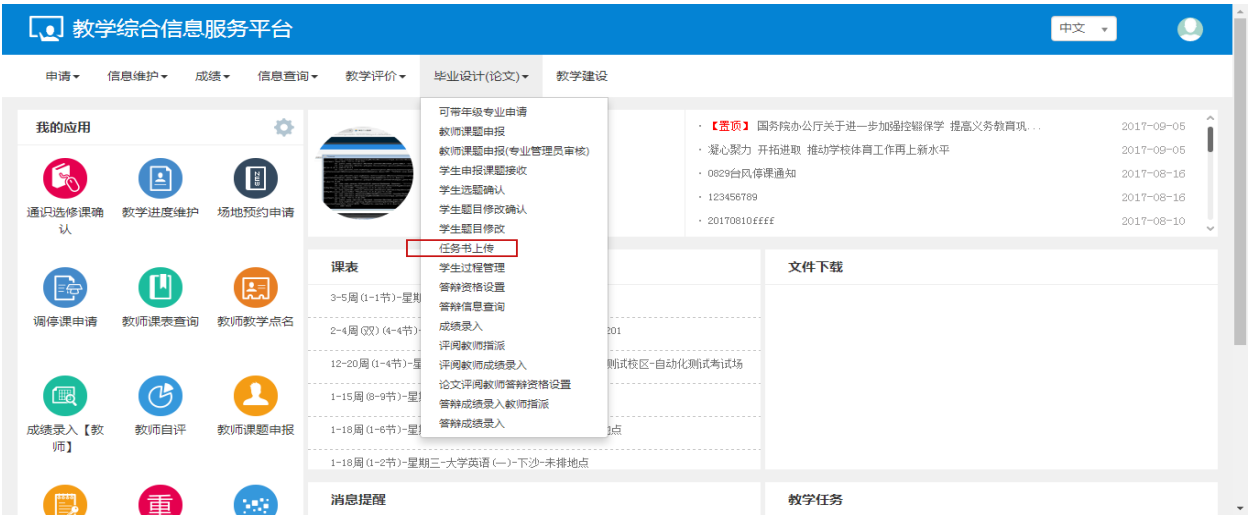 教学综合信息服务平台
中文
申请 信息维护 成绩 信息查询 教学评价 毕业设计(论文) 教学建设
我的应用
通识选修课确认
教学进度维护
场地预约申请
调停课申请
教师课表查询
教师教学点名
成绩录入【教师】
教师自评
教师课题申报
重
可带年级专业申请
教师课题申报
教师课题申报(专业管理员审核)
学生申报课题接收
学生选题确认
学生题目修改确认
学生题目修改
任务书上传
学生过程管理
答辩资格设置
答辩信息查询
成绩录入
评阅教师指派
评阅教师成绩录入
论文评阅教师答辩资格设置
答辩成绩录入教师指派
答辩成绩录入
· 【置顶】 国务院办公厅关于进一步加强控辍保学 提高义务教育巩... 2017-09-05
· 凝心聚力 开拓进取 推动学校体育工作再上新水平 2017-09-05
· 0829台风停课通知 2017-08-16
· 123456789 2017-08-16
· 20170810ffff 2017-08-10
课表
3-5周(1-1节)-星期
2-4周(双)(4-4节)- 201
12-20周(1-4节)-星 测试校区-自动化测试考试场
1-15周(8-9节)-星
1-18周(1-6节)-星 地点
1-18周(1-2节)-星期三-大学英语(一)-下沙-未排地点
文件下载
消息提醒
教学任务